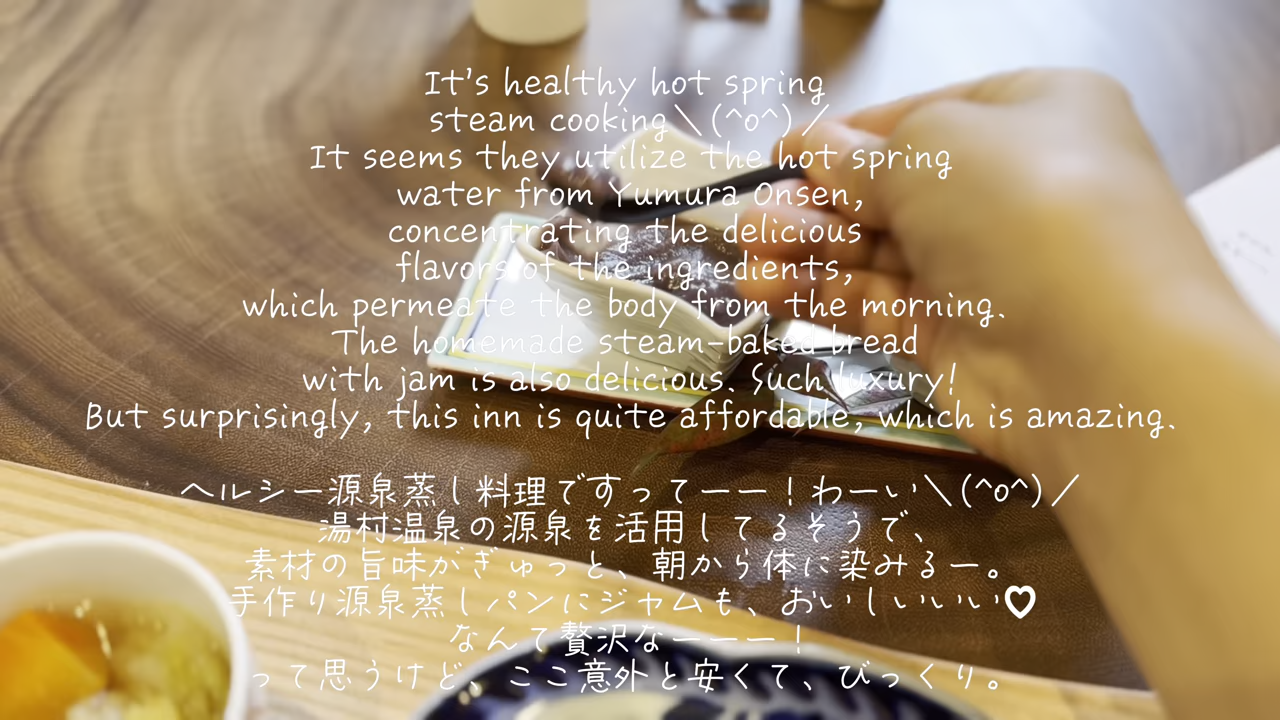 It's healthy hot spring
steam cooking＼(^o^)／
It seems they utilize the hot spring
water from Yumura Onsen,
concentrating the delicious
flavors of the ingredients,
which permeate the body from the morning.
The homemade steam-baked bread
with jam is also delicious. Such luxury!
But surprisingly, this inn is quite affordable, which is amazing.
ヘルシー源泉蒸し料理ですってーー！わーい＼(^o^)／
湯村温泉の源泉を活用してるそうで、
素材の旨味がぎゅっと、朝から体に染みるー。
手作り源泉蒸しパンにジャムも、おいしいいい♡
なんて贅沢なーーー！
って思うけど、ここ意外と安くて、びっくり。